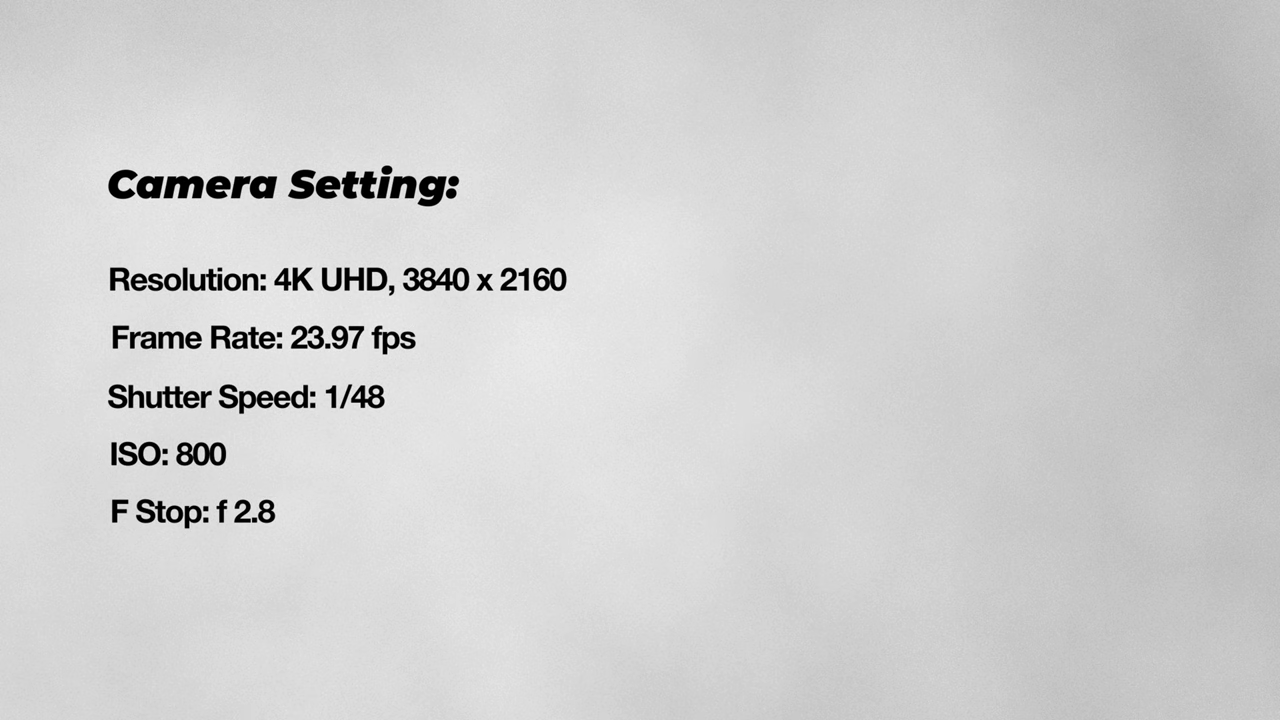 Camera Setting:
Resolution: 4K UHD, 3840 x 2160
Frame Rate: 23.97 fps
Shutter Speed: 1/48
ISO: 800
F Stop: f 2.8